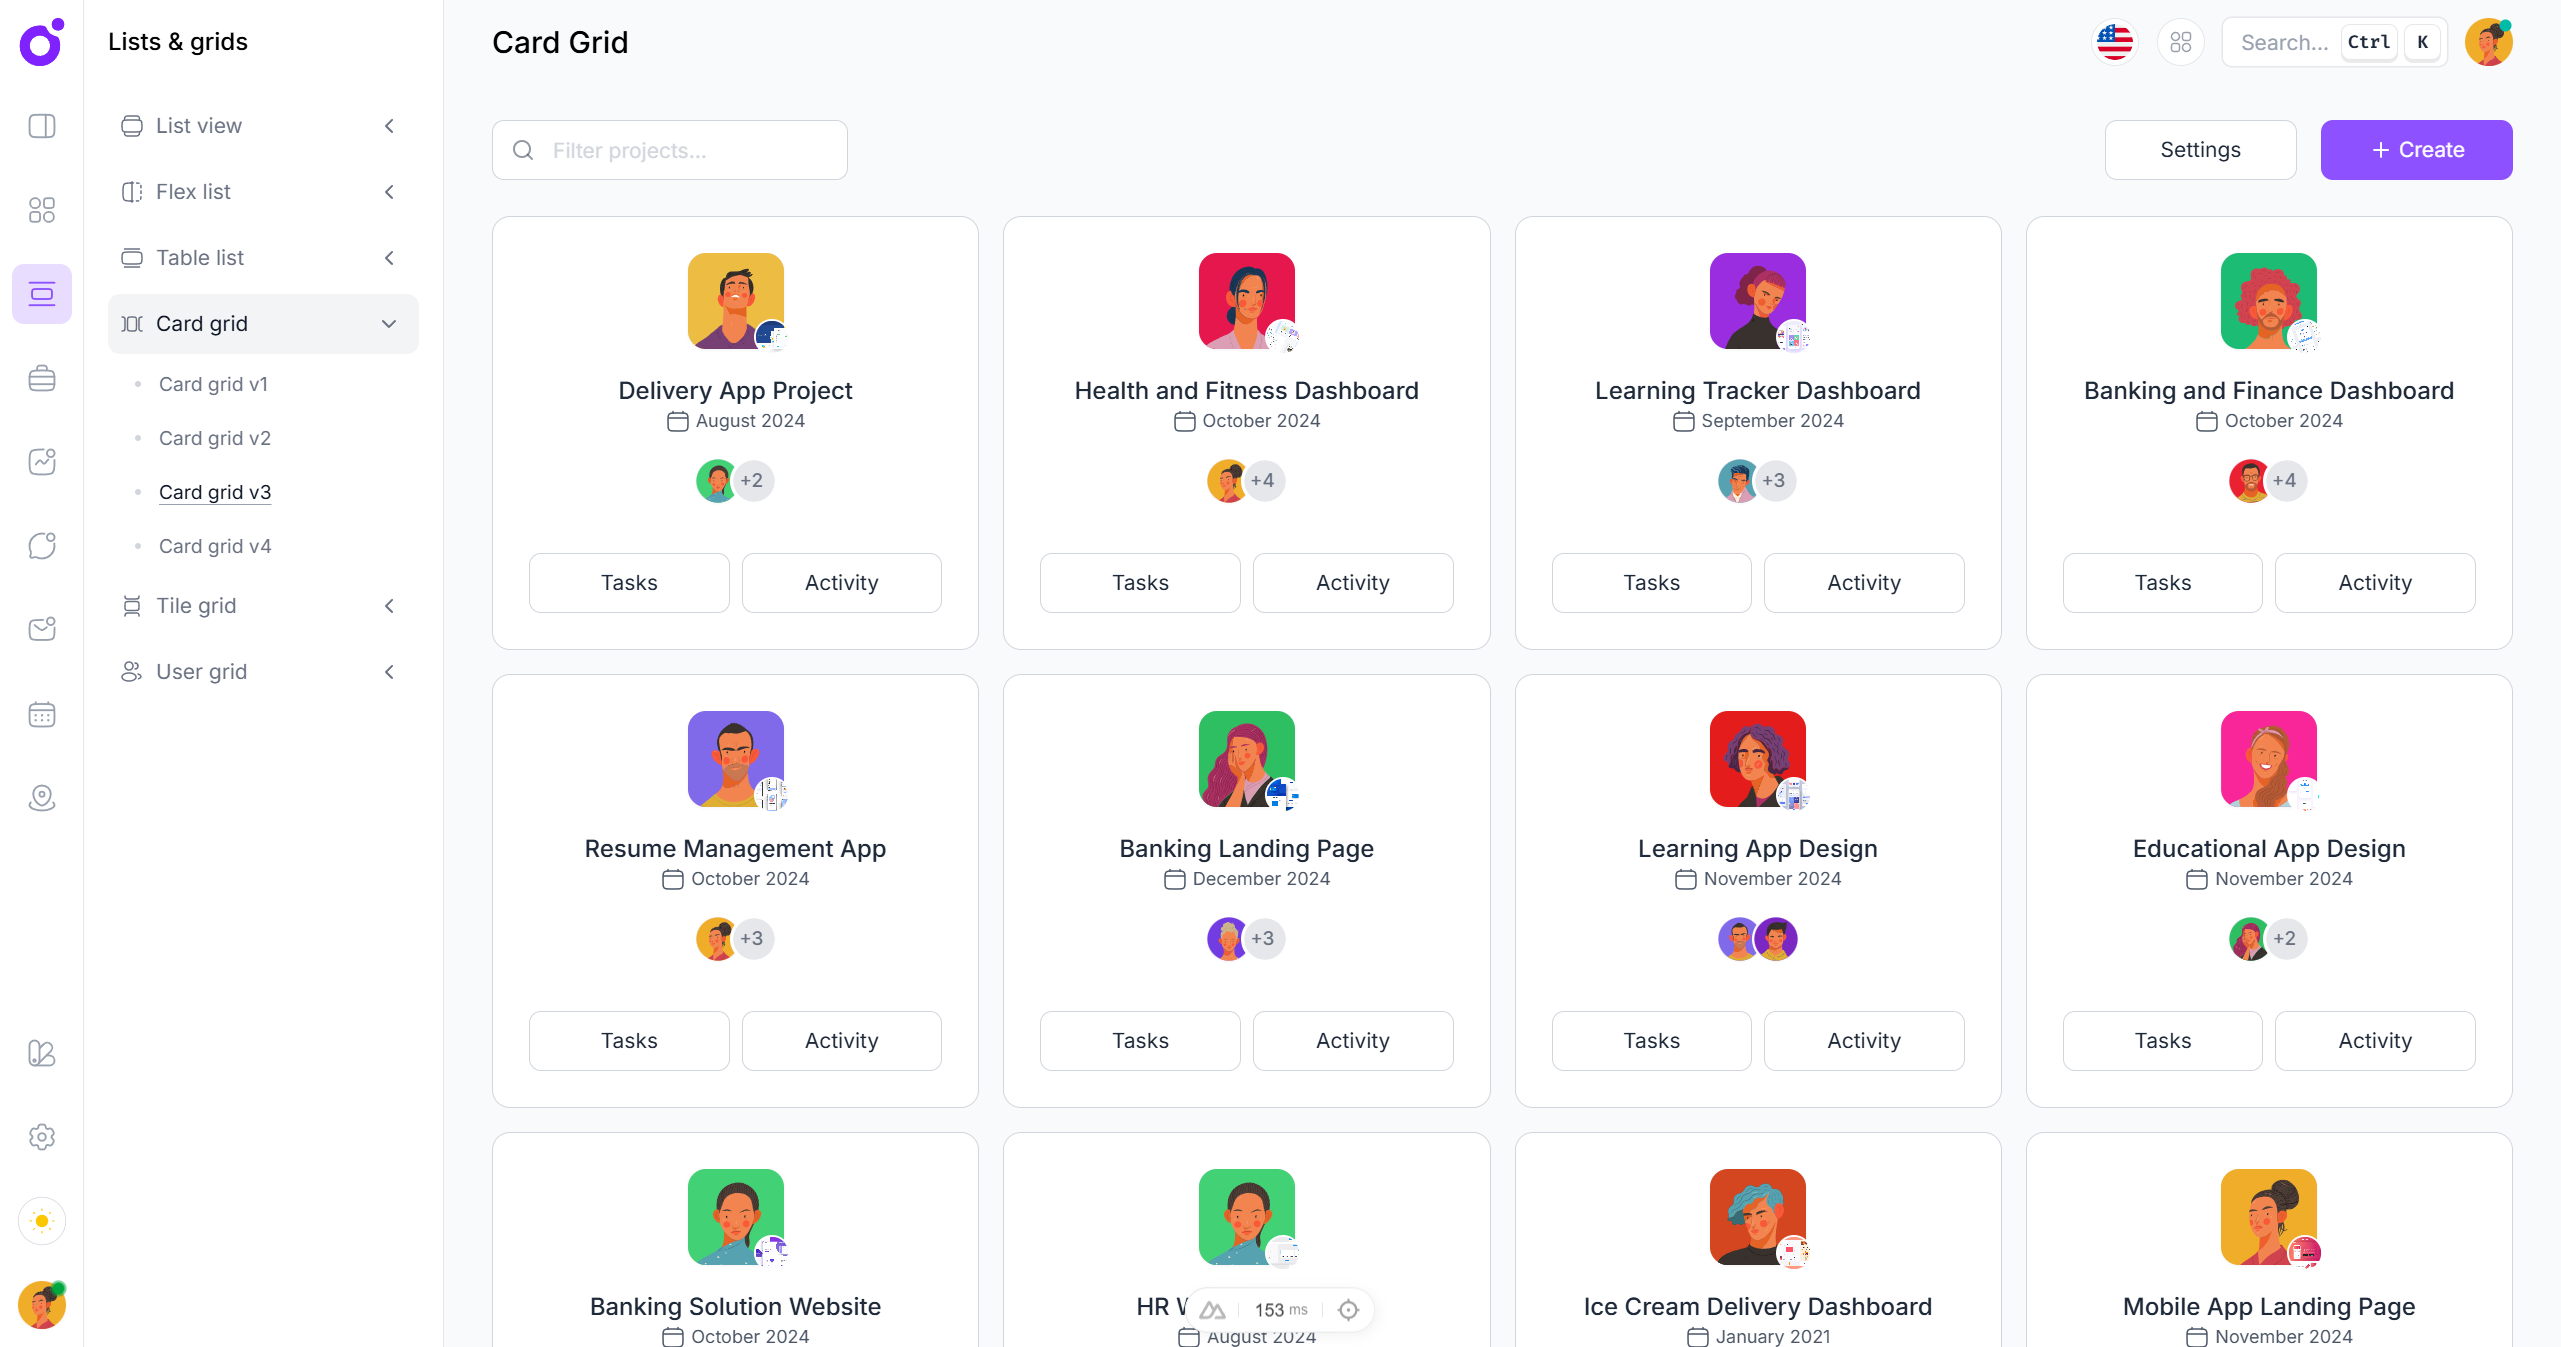 Lists & grids
List view
Flex list
Table list
Card grid
Card grid v1
Card grid v2
Card grid v3
Card grid v4
Tile grid
User grid
Card Grid
Search...
Ctrl
K
Filter projects...
Settings
+ Create
Delivery App Project
August 2024
+2
Tasks
Activity
Health and Fitness Dashboard
October 2024
+4
Tasks
Activity
Learning Tracker Dashboard
September 2024
+3
Tasks
Activity
Banking and Finance Dashboard
October 2024
+4
Tasks
Activity
Resume Management App
October 2024
+3
Tasks
Activity
Banking Landing Page
December 2024
+3
Tasks
Activity
Learning App Design
November 2024
Tasks
Activity
Educational App Design
November 2024
+2
Tasks
Activity
Banking Solution Website
October 2024
HR
August 2024
153 ms
Ice Cream Delivery Dashboard
January 2021
Mobile App Landing Page
November 2024